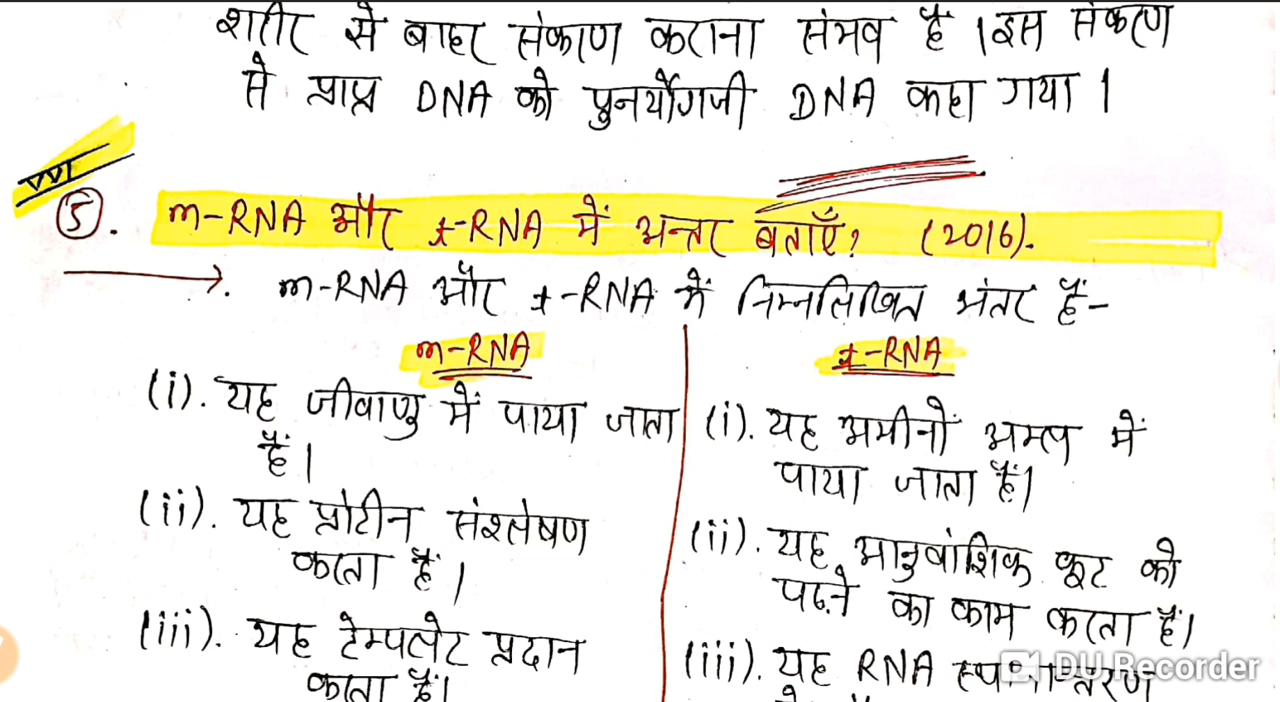 शरीर से बाहर संकरण कराना संभव हैं।इस संकरण
से प्राप्त DNA को पुनर्योगजी DNA कहा गया।
VVI
5. m-RNA और t-RNA में अन्तर बताएँ? (2016).
m-RNA और t-RNA में निम्नलिखित अंतर हैं-
m-RNA
(i). यह जीवाणु में पाया जाता
हैं।
(ii). यह प्रोटीन संश्लेषण
करता हैं।
(iii). यह टेम्पलेट प्रदान
करता हैं।
t-RNA
(i). यह अमीनों अम्ल में
पाया जाता हैं।
(ii). यह आनुवांशिक कूट को
पढ़ने का काम करता हैं।
(iii). यह RNA स्थानान्तरण
DU Recorder